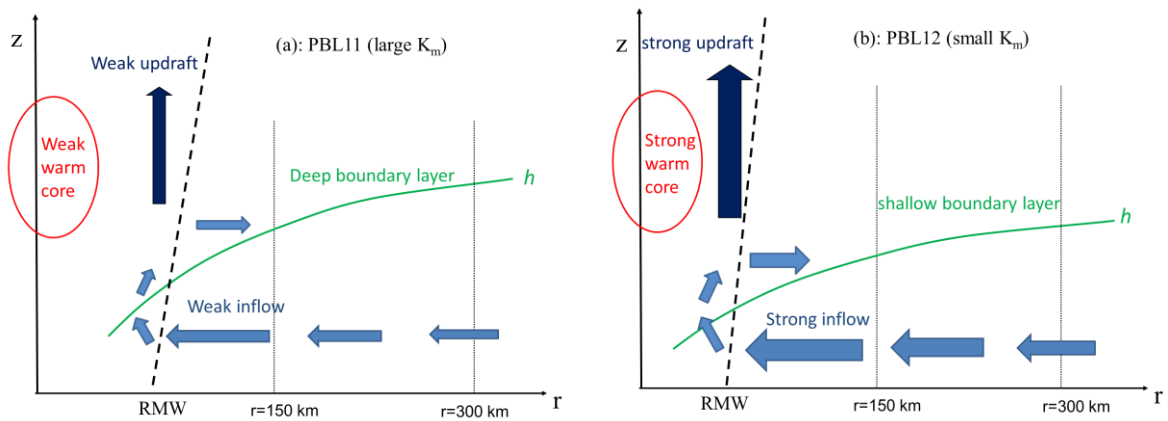 z
(a): PBL11 (large Km)
Weak updraft
Weak
warm
core
Deep boundary layer
h
Weak inflow
RMW
r=150 km
r=300 km
r
z
strong updraft
(b): PBL12 (small Km)
Strong
warm
core
shallow boundary layer
h
Strong inflow
RMW
r=150 km
r=300 km
r